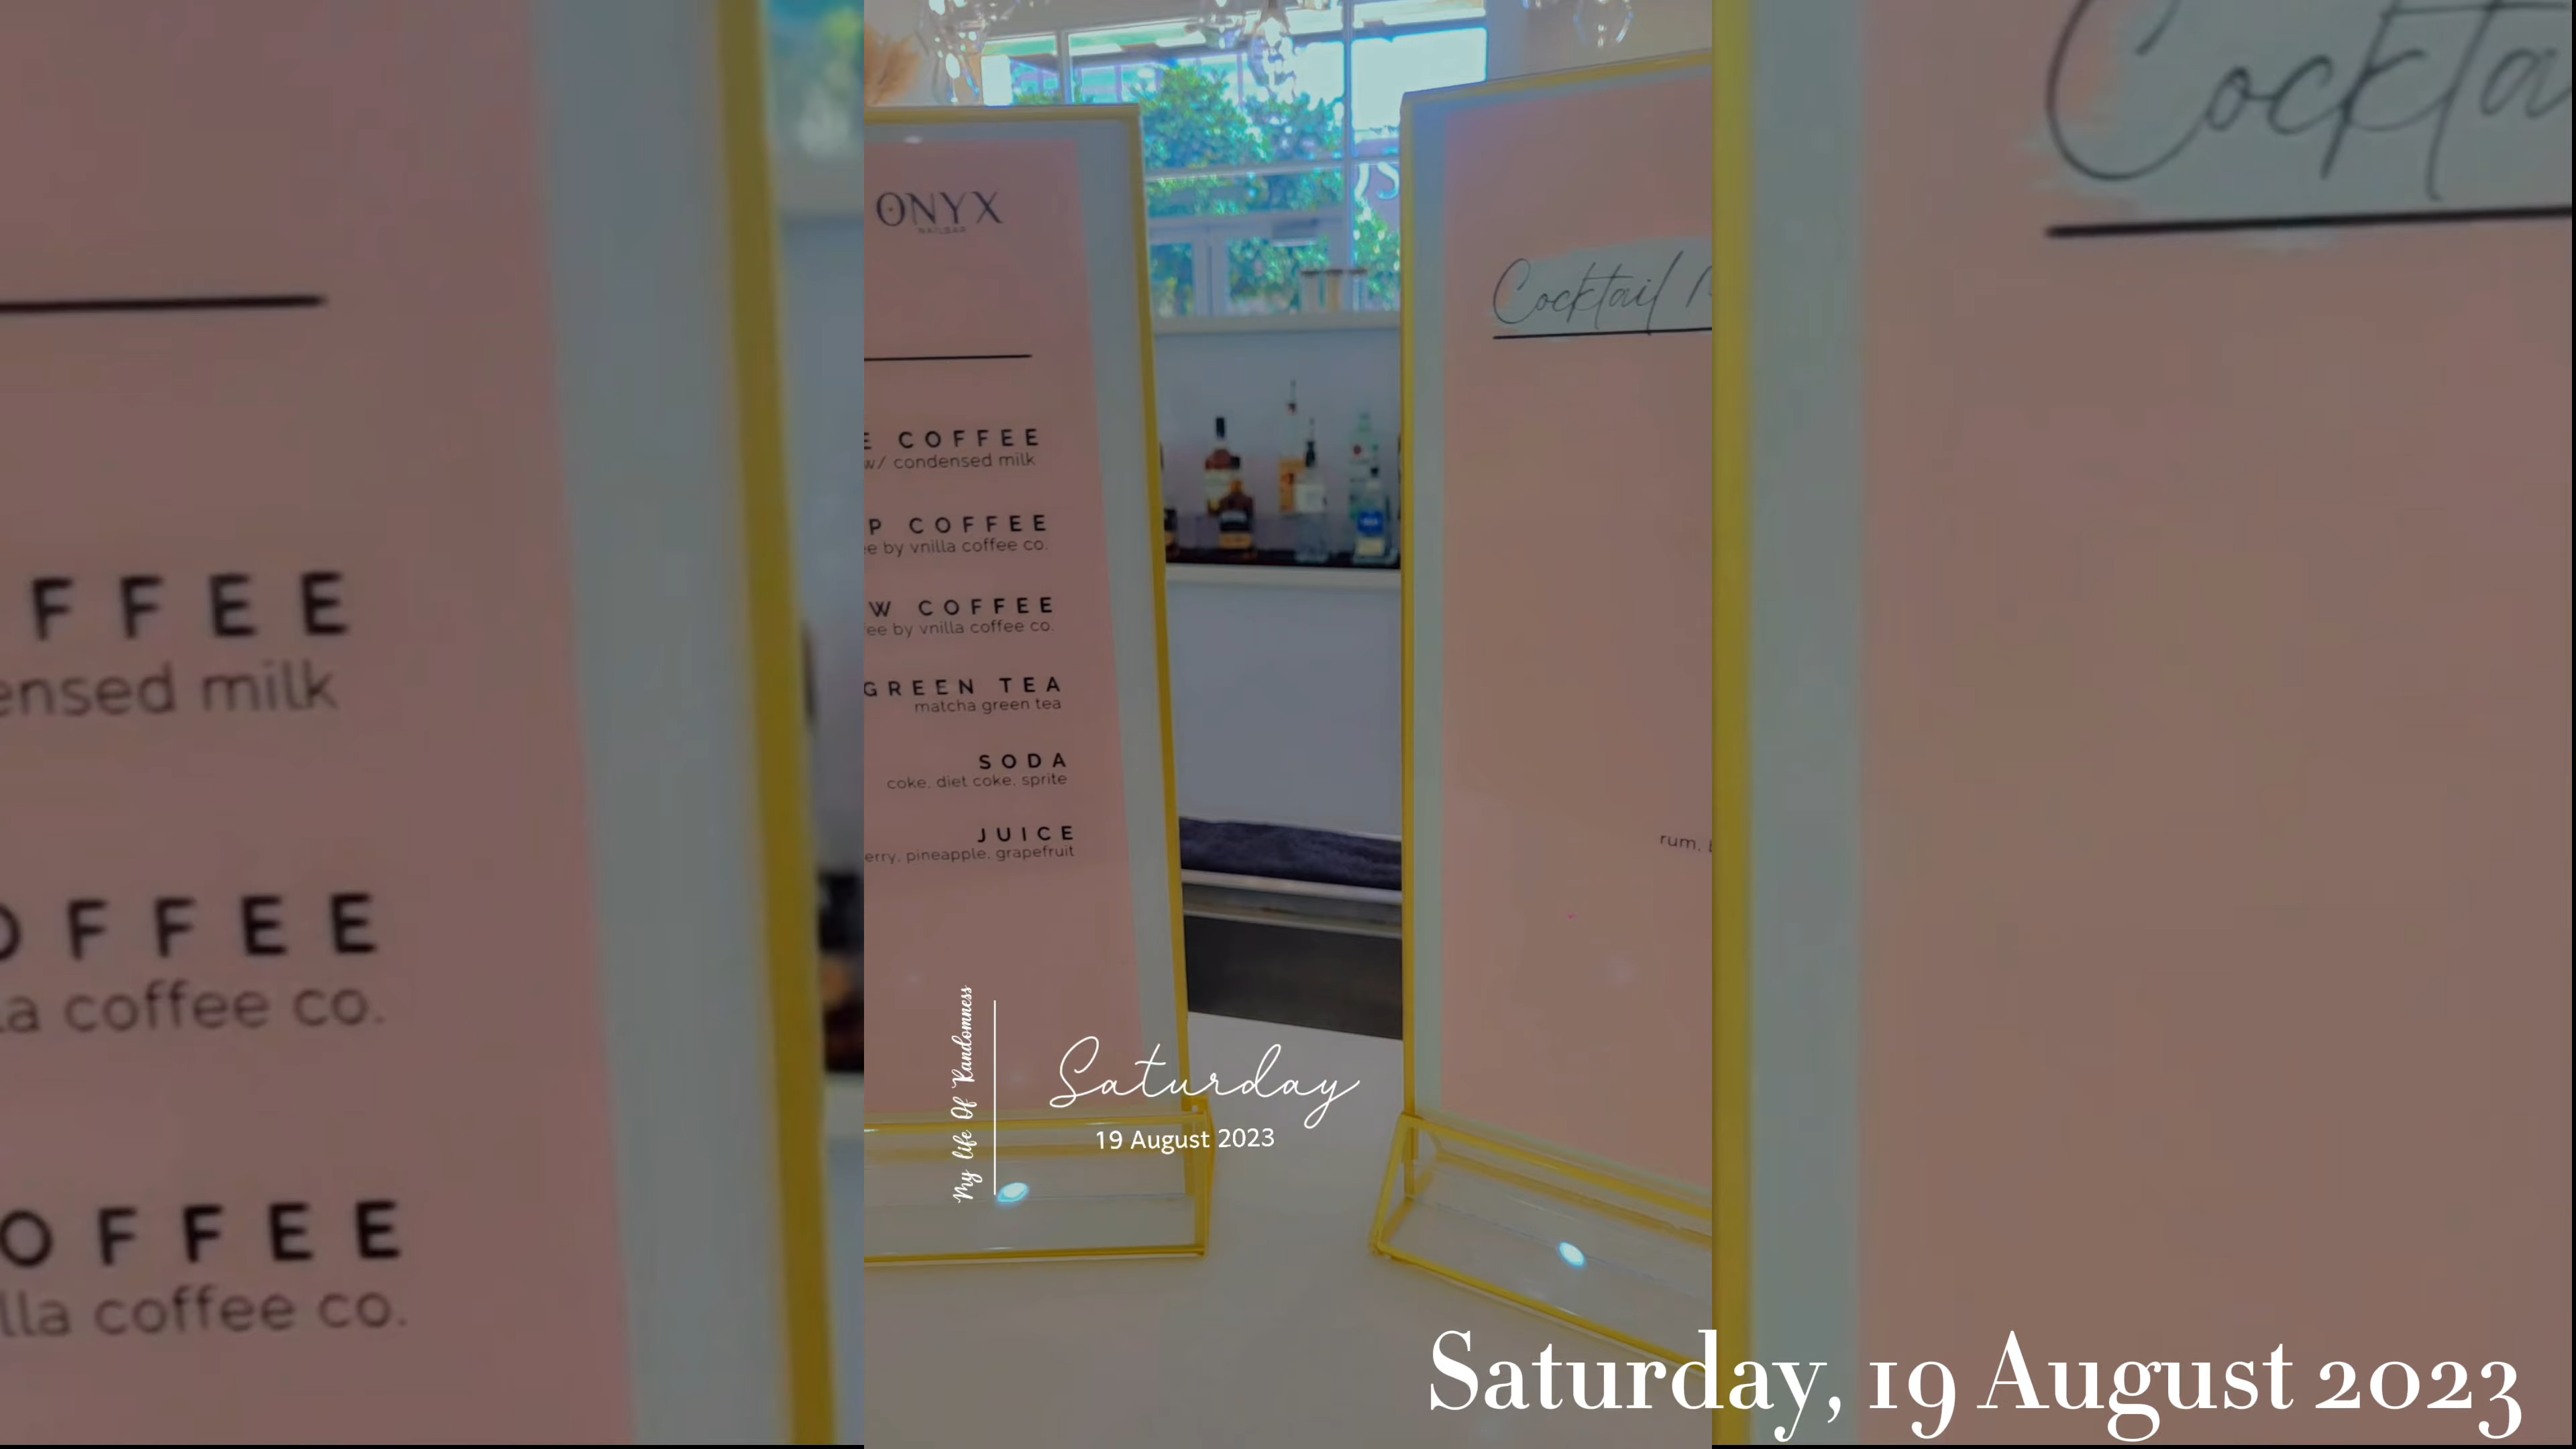 FFEE
ensed milk
OFFEE
la coffee co.
OFFEE
lla coffee co.
ONYX
NAILBAR
E COFFEE
w/ condensed milk
P COFFEE
e by vnilla coffee co.
W COFFEE
ee by vnilla coffee co.
GREEN TEA
matcha green tea
SODA
coke, diet coke, sprite
JUICE
erry, pineapple, grapefruit
Cocktail
rum,
My life Of Randomness
Saturday
19 August 2023
Cockta
Saturday, 19 August 2023